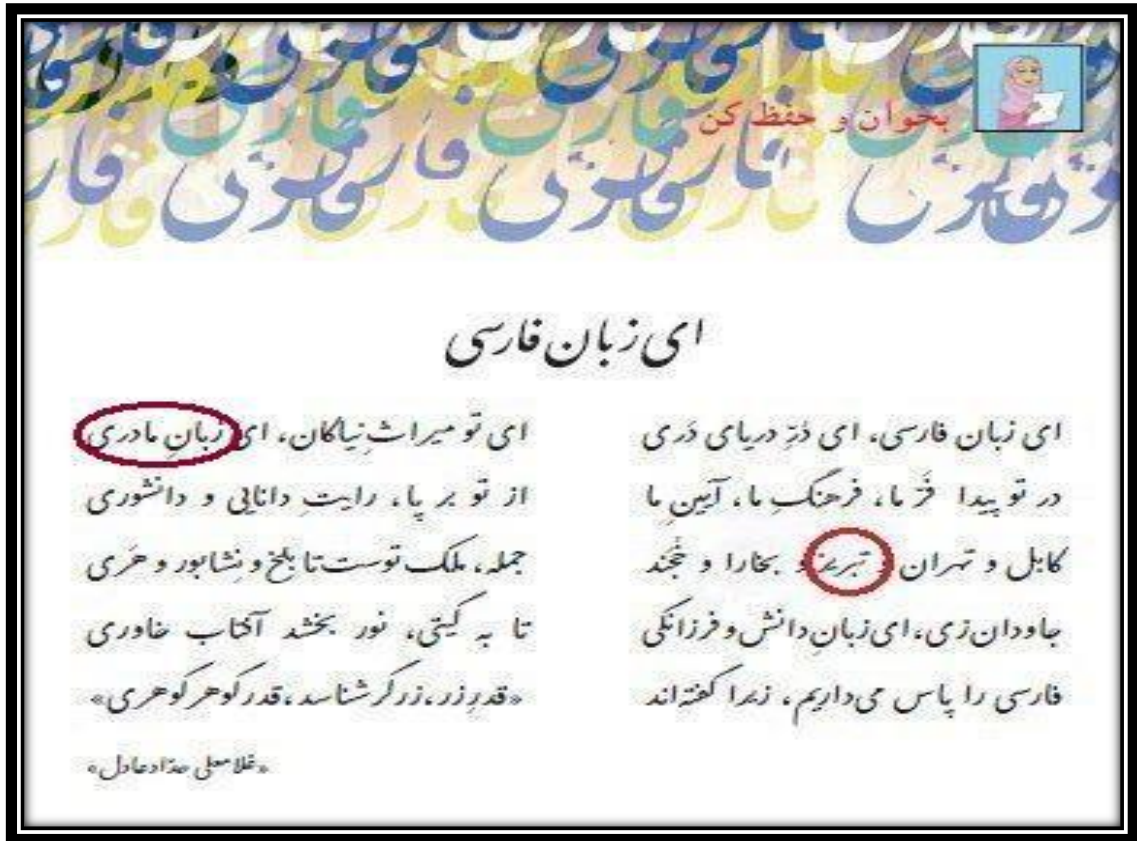 بخوان و حفظ کن
ای زبان فارسی
ای زبان فارسی، ای دُرِّ دریای دَری ای تو میراثِ نیاکان، ای زبانِ مادری
در تو پیدا فَرِّ ما، فرهنگِ ما، آیینِ ما از تو بر پا، رایتِ دانایی و دانشوری
کابل و تهران و تبریز و بخارا و خُجَند جمله، ملک توست تا بلخ و نشابور و هَری
جاودان زی، ای زبانِ دانش و فرزانگی تا به گیتی، نور بخشد آفتاب خاوری
فارسی را پاس می‌داریم، زیرا گفته‌اند «قدرِ زر، زرگر شناسد، قدر گوهر گوهری»
«غلامعلی حدّاد عادل»